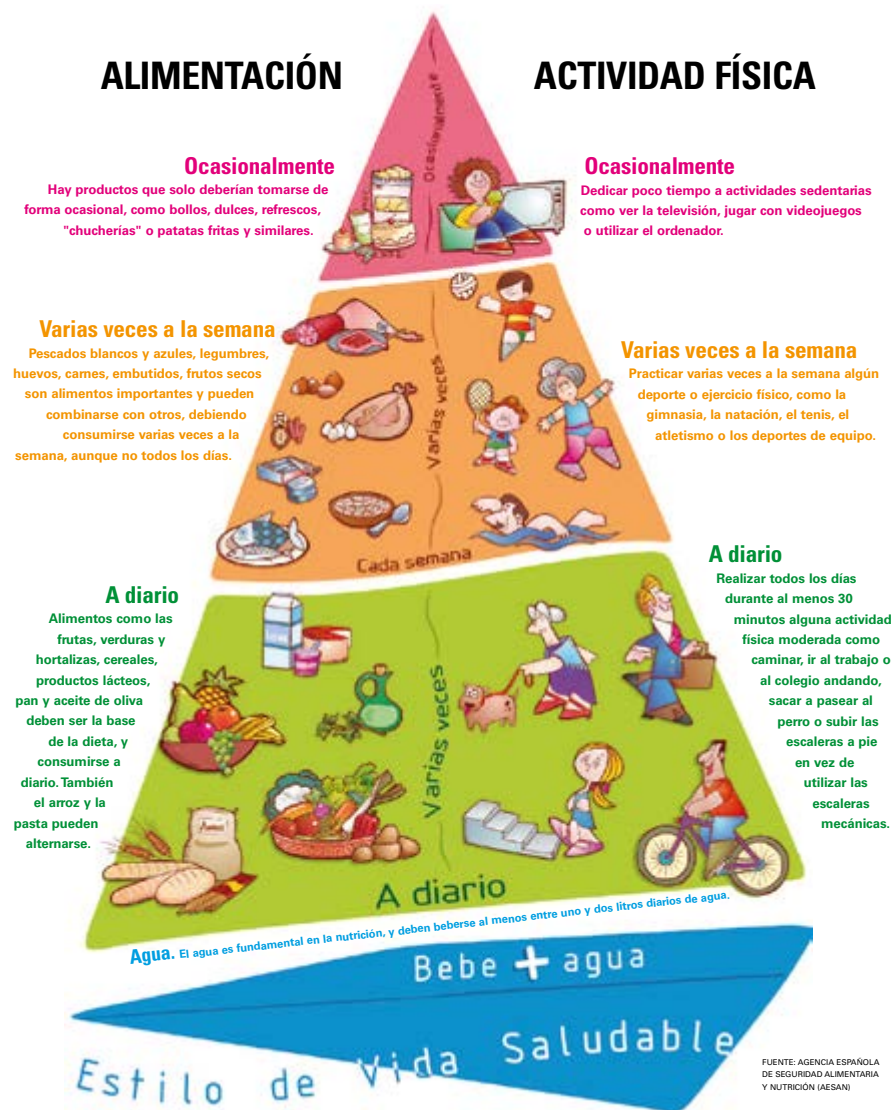 ALIMENTACIÓN
ACTIVIDAD FÍSICA
Ocasionalmente
Ocasionalmente
Hay productos que solo deberían tomarse de
forma ocasional, como bollos, dulces, refrescos,
"chucherías" o patatas fritas y similares.
Ocasionalmente
Dedicar poco tiempo a actividades sedentarias
como ver la televisión, jugar con videojuegos
o utilizar el ordenador.
Varias veces a la semana
Pescados blancos y azules, legumbres,
huevos, carnes, embutidos, frutos secos
son alimentos importantes y pueden
combinarse con otros, debiendo
consumirse varias veces a la
semana, aunque no todos los días.
Varias veces
Cada semana
Varias veces a la semana
Practicar varias veces a la semana algún
deporte o ejercicio físico, como la
gimnasia, la natación, el tenis, el
atletismo o los deportes de equipo.
A diario
Alimentos como las
frutas, verduras y
hortalizas, cereales,
productos lácteos,
pan y aceite de oliva
deben ser la base
de la dieta, y
consumirse a
diario. También
el arroz y la
pasta pueden
alternarse.
Varias veces
A diario
A diario
Realizar todos los días
durante al menos 30
minutos alguna actividad
física moderada como
caminar, ir al trabajo o
al colegio andando,
sacar a pasear al
perro o subir las
escaleras a pie
en vez de
utilizar las
escaleras
mecánicas.
Agua. El agua es fundamental en la nutrición, y deben beberse al menos entre uno y dos litros diarios de agua.
Bebe + agua
Estilo de Vida Saludable
FUENTE: AGENCIA ESPAÑOLA
DE SEGURIDAD ALIMENTARIA
Y NUTRICIÓN (AESAN)